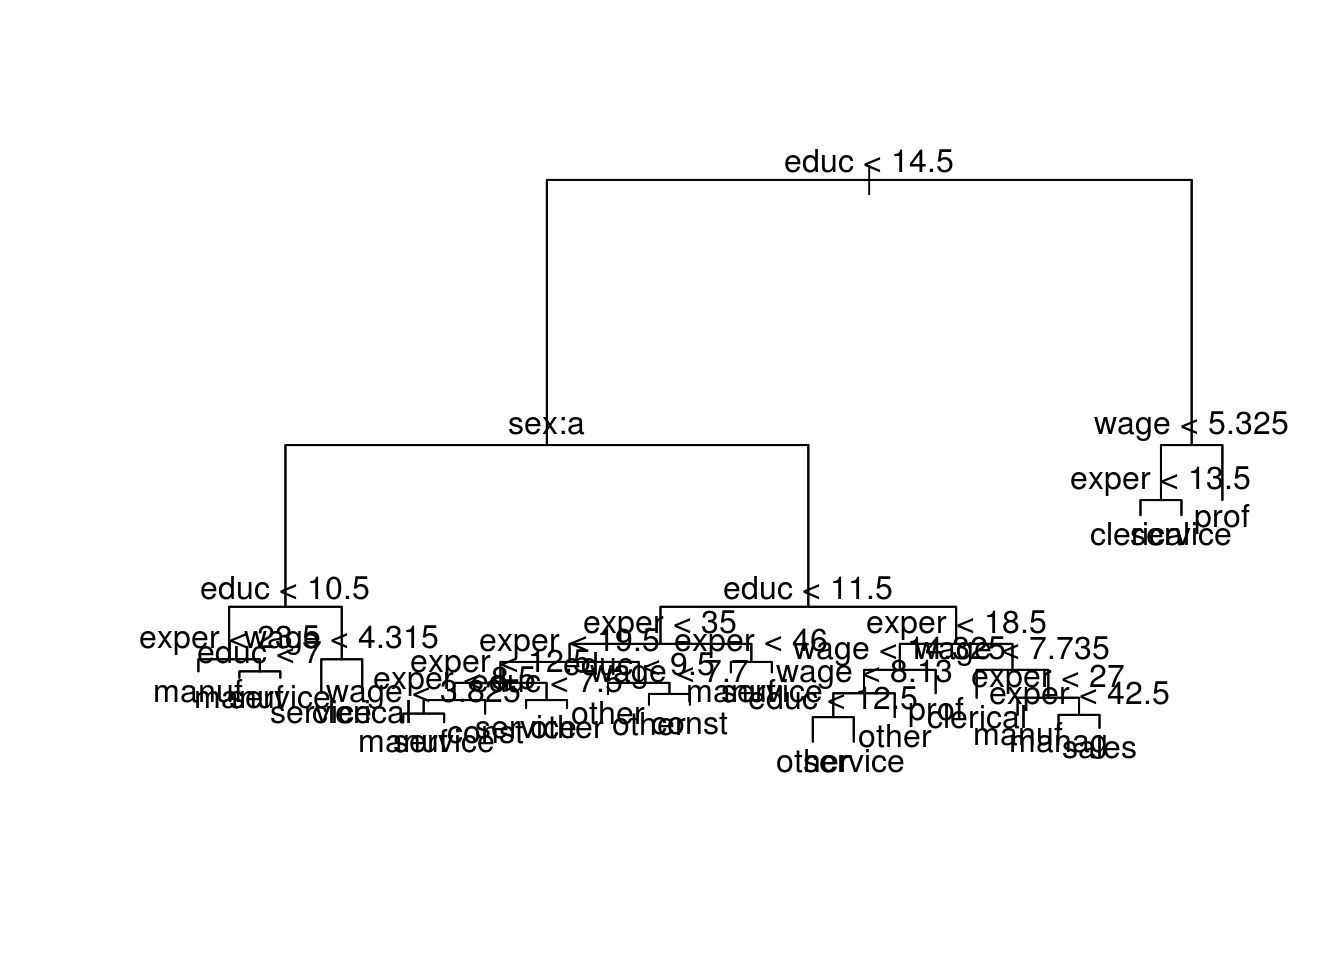 educ < 14.5
sex:a
wage < 5.325
exper < 13.5
prof
clerical
service
educ < 10.5
educ < 11.5
exper < 35
exper < 18.5
exper < 23.5
wage < 4.315
exper < 19.5
exper < 46
wage < 14.325
wage < 7.735
educ < 7
exper < 12.5
educ < 9.5
wage < 7.7
wage < 8.13
exper < 27
exper < 8.5
educ < 7.5
manuf
manuf
service
wage < 3.825
manuf
service
educ < 12.5
exper < 42.5
service
clerical
other
prof
clerical
const
service
other
other
const
other
manuf
manuf
service
manag
sales
other
service